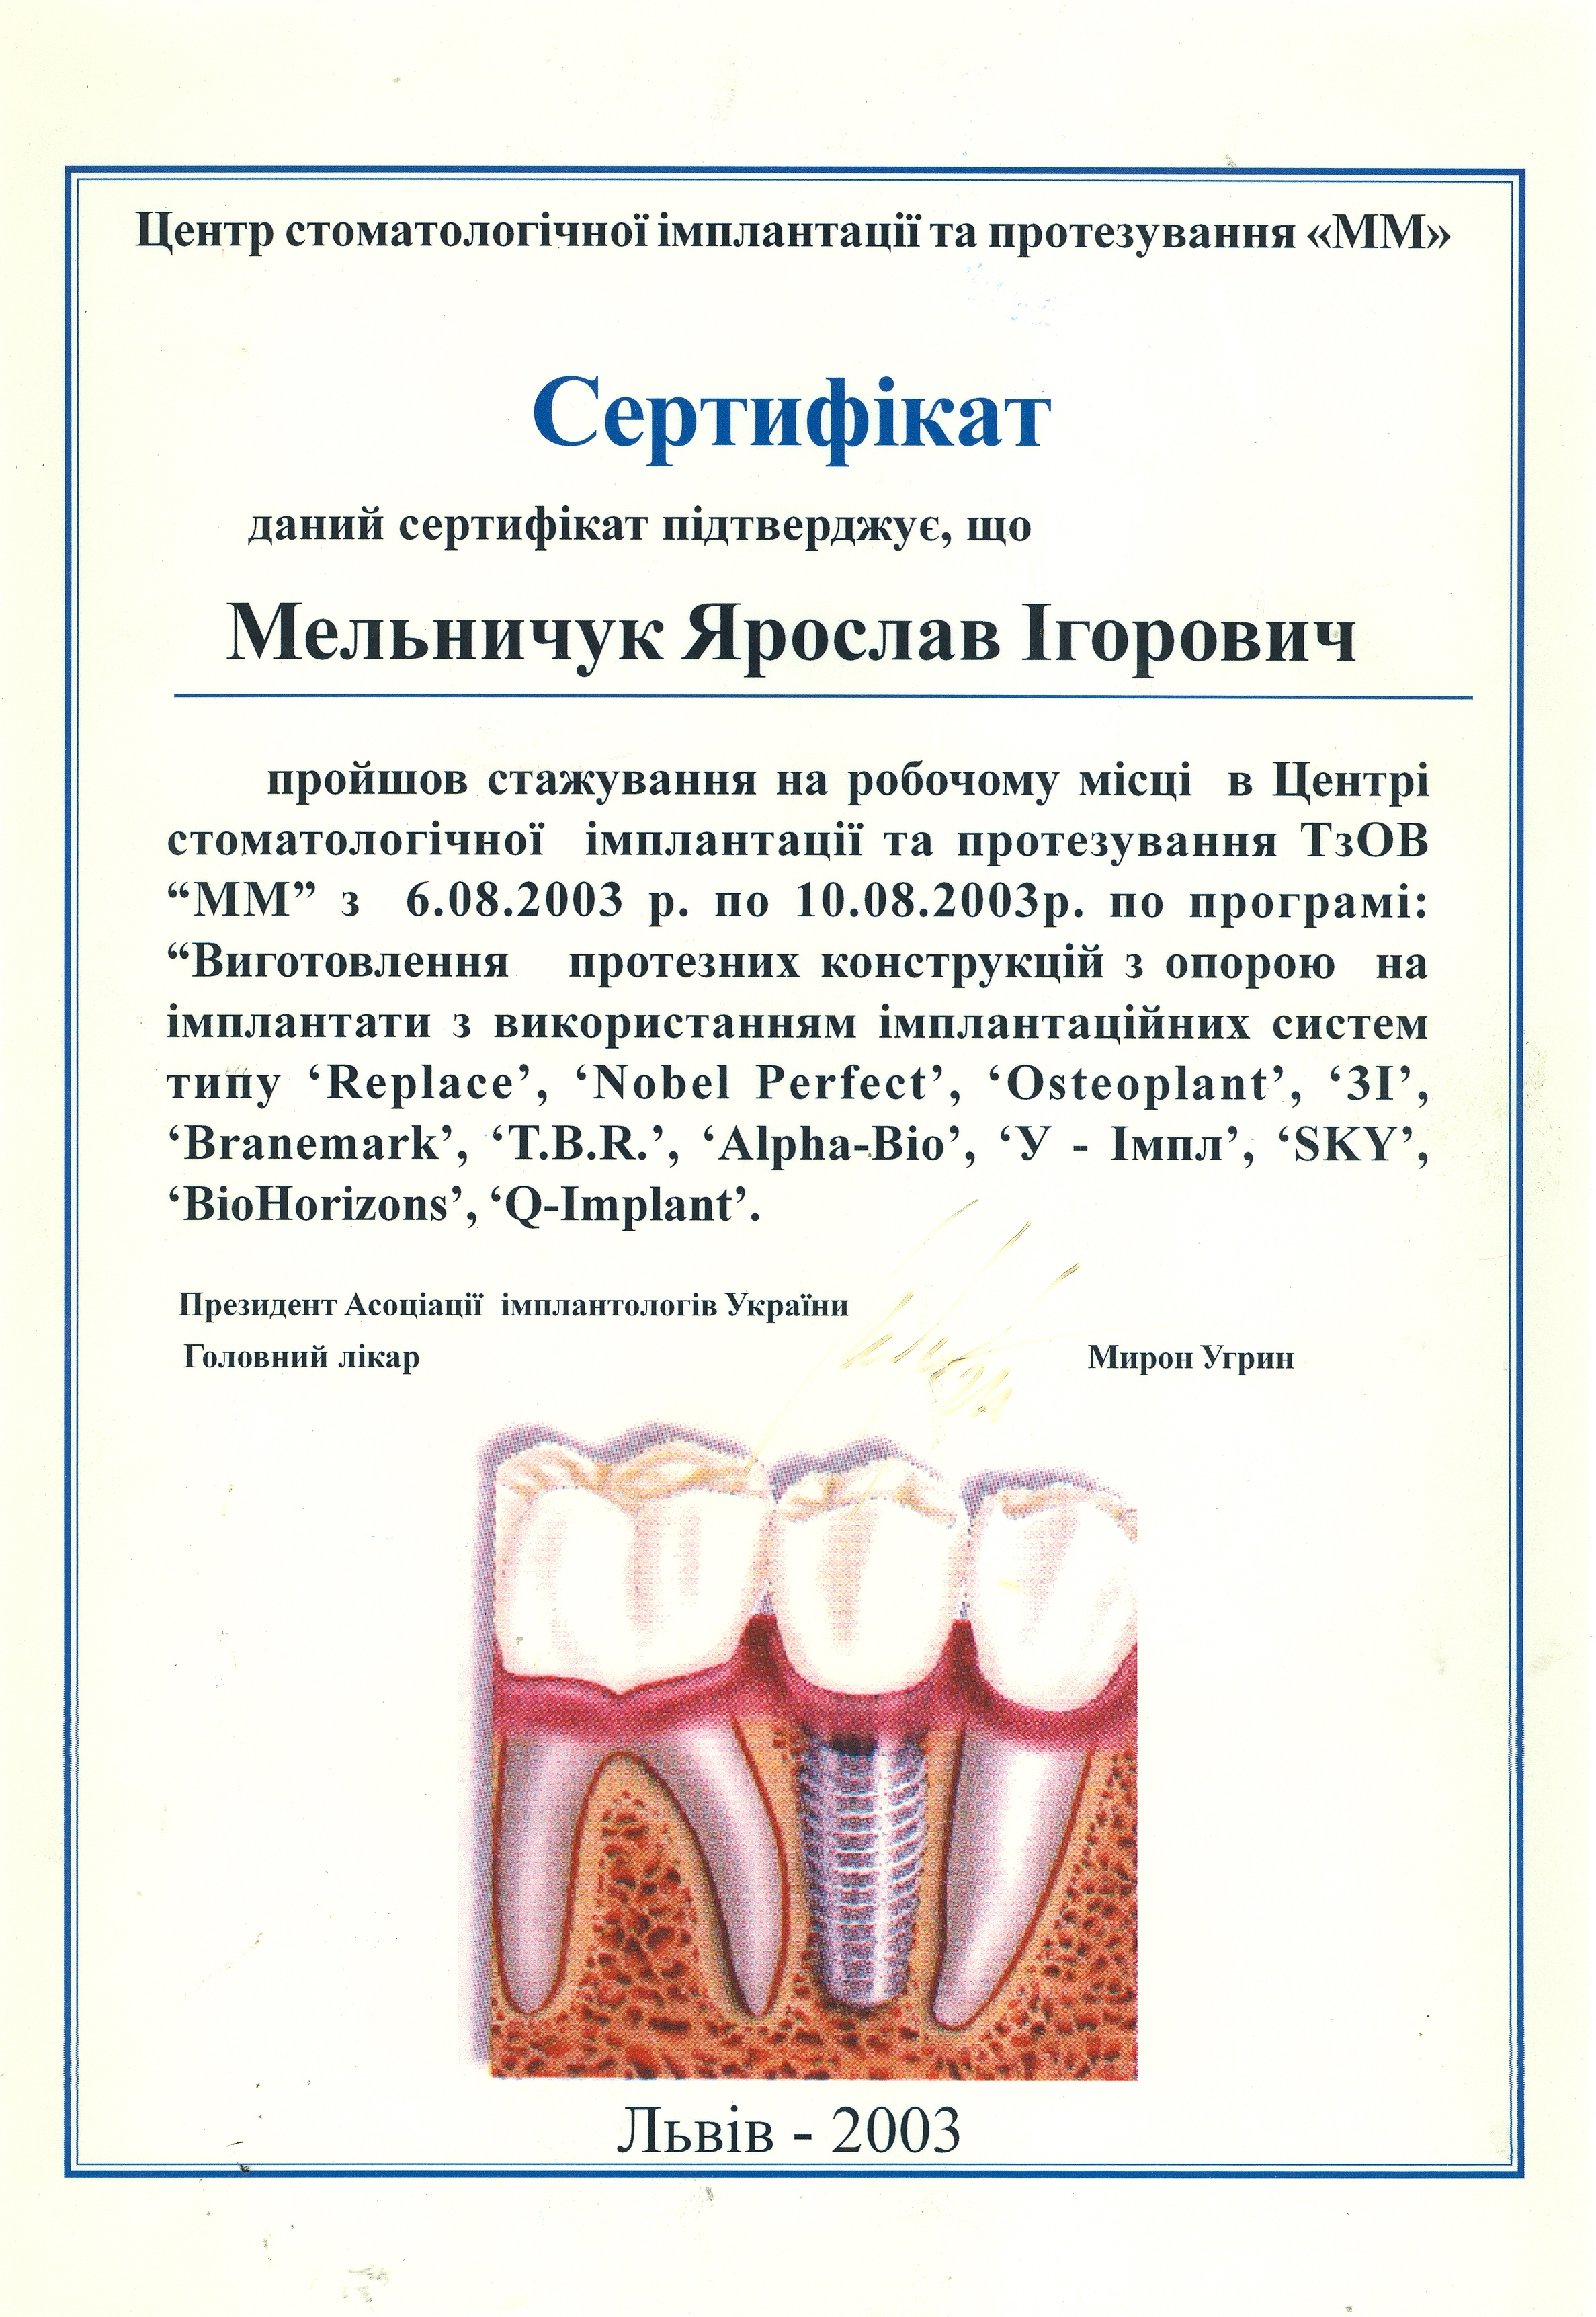 Центр стоматологічної імплантації та протезування «ММ»
Сертифікат
даний сертифікат підтверджує, що
Мельничук Ярослав Ігорович
пройшов стажування на робочому місці в Центрі
стоматологічної імплантації та протезування ТзОВ
“ММ” з 6.08.2003 р. по 10.08.2003р. по програмі:
“Виготовлення протезних конструкцій з опорою на
імплантати з використанням імплантаційних систем
типу ‘Replace’, ‘Nobel Perfect’, ‘Osteoplant’, ‘3I’,
‘Branemark’, ‘T.B.R.’, ‘Alpha-Bio’, ‘У - Імпл’, ‘SKY’,
‘BioHorizons’, ‘Q-Implant’.
Президент Асоціації імплантологів України
Головний лікар Мирон Угрин
Львів - 2003